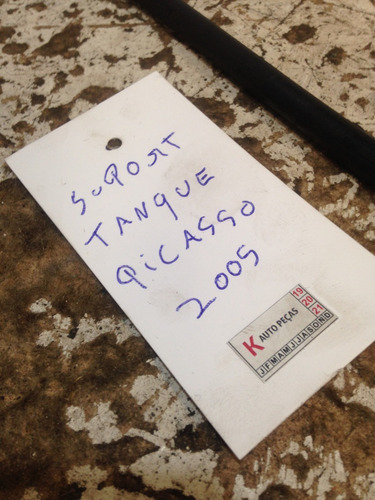 SUPORT
TANQUE
PICASSO
2005
K AUTO PEÇAS
19
20
21
JFMAMJJASOND